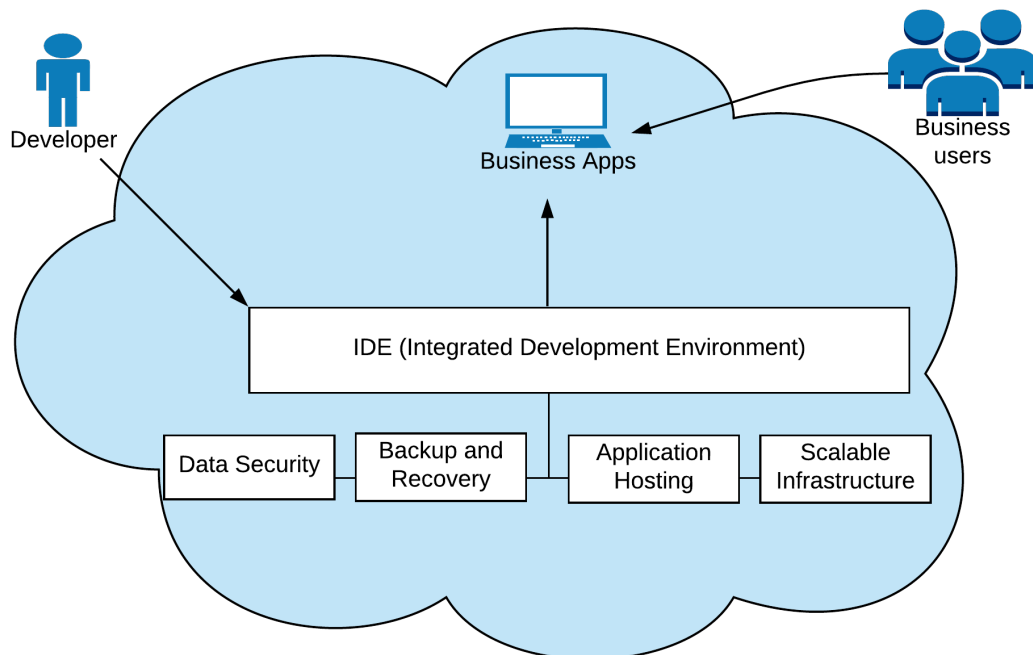 Developer
Business Apps
Business
users
IDE (Integrated Development Environment)
Data Security
Backup and
Recovery
Application
Hosting
Scalable
Infrastructure